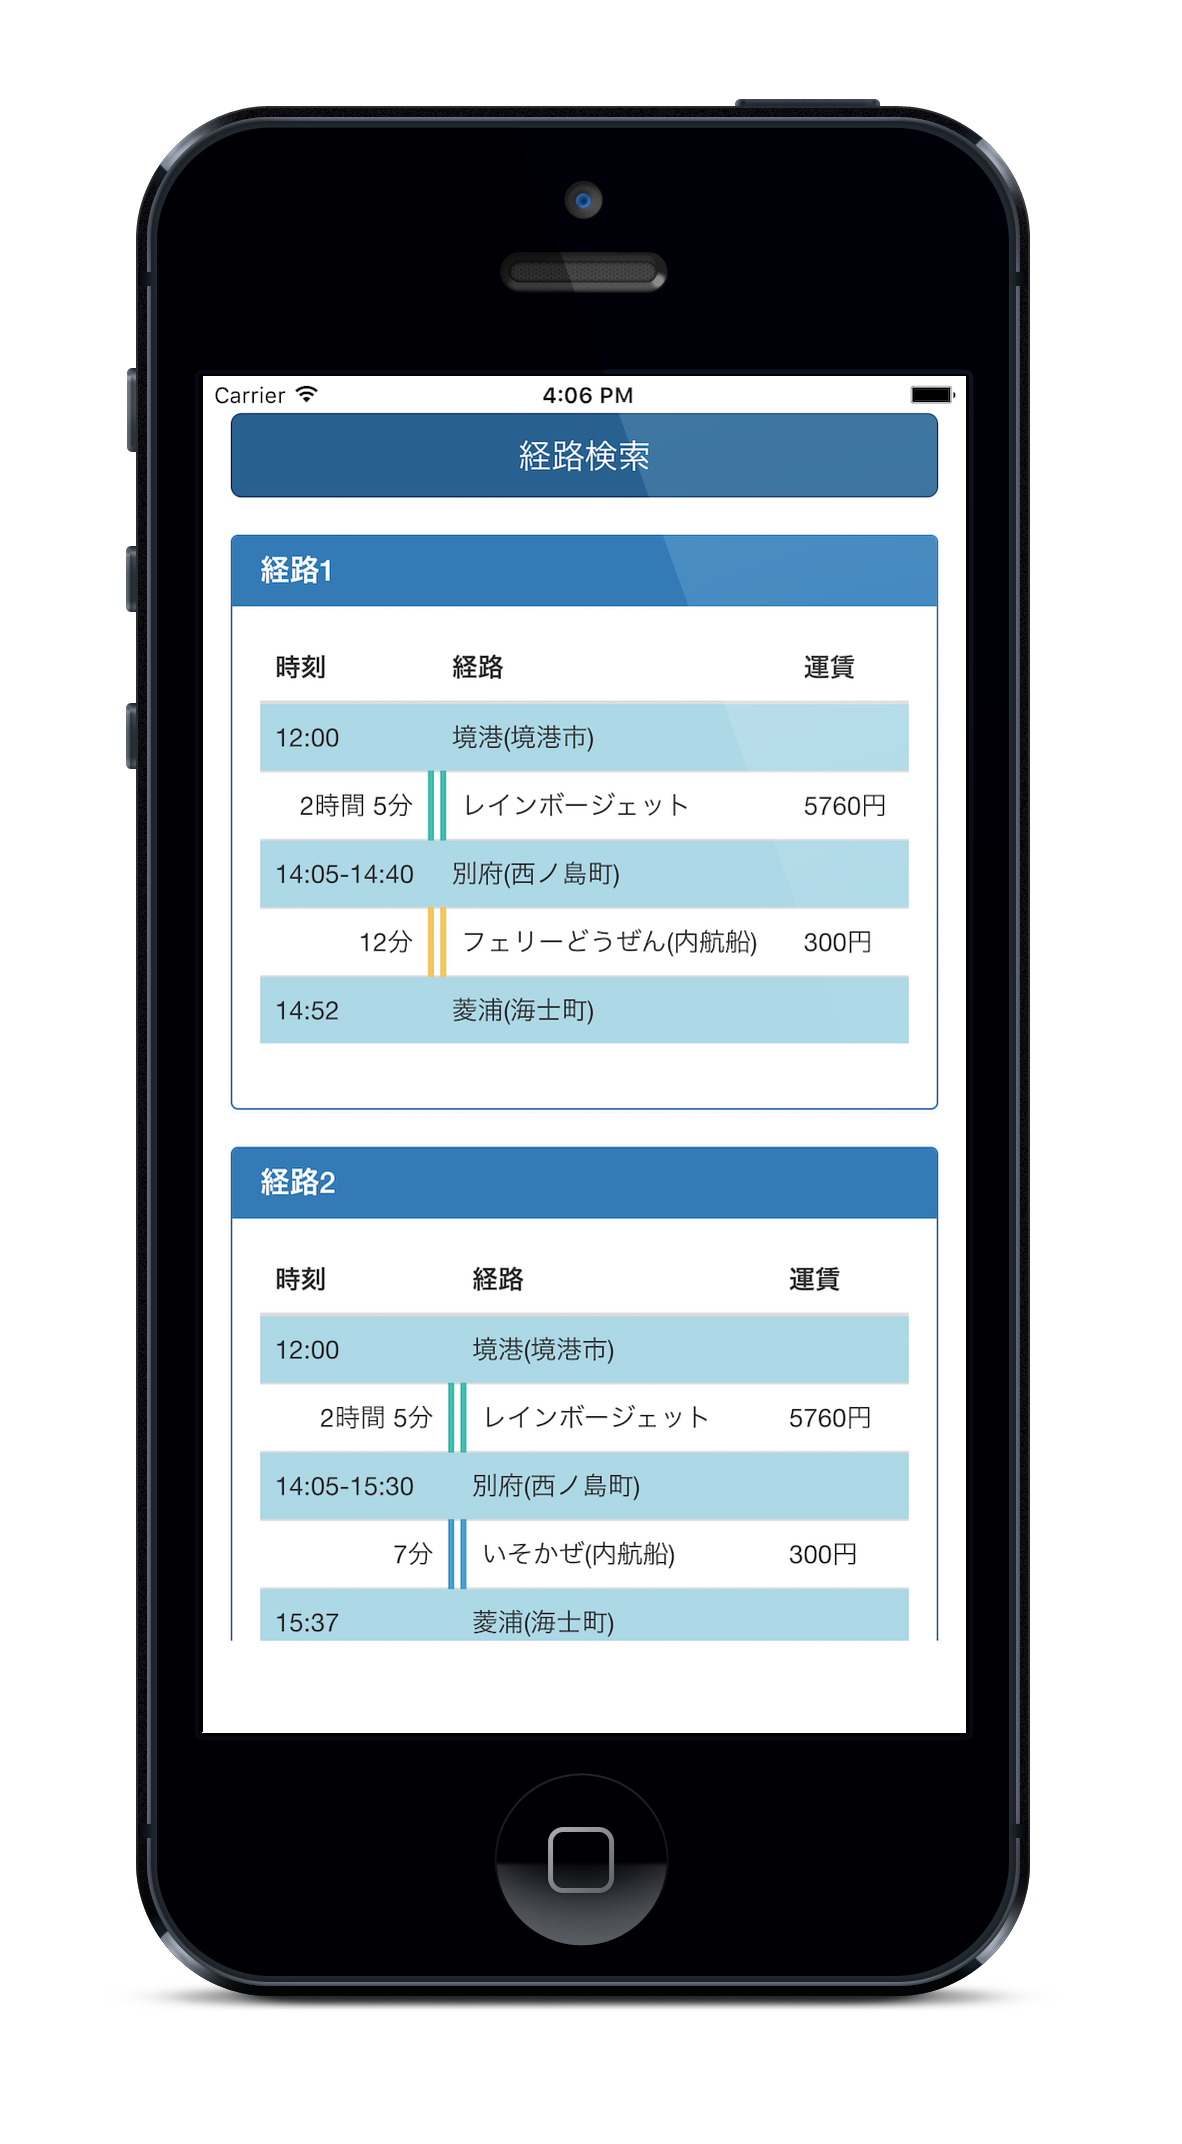 Carrier 4:06 PM
経路検索
経路1
時刻 経路 運賃
12:00 境港(境港市)
2時間 5分 レインボージェット 5760円
14:05-14:40 別府(西ノ島町)
12分 フェリーどうぜん(内航船) 300円
14:52 菱浦(海士町)
経路2
時刻 経路 運賃
12:00 境港(境港市)
2時間 5分 レインボージェット 5760円
14:05-15:30 別府(西ノ島町)
7分 いそかぜ(内航船) 300円
15:37 菱浦(海士町)